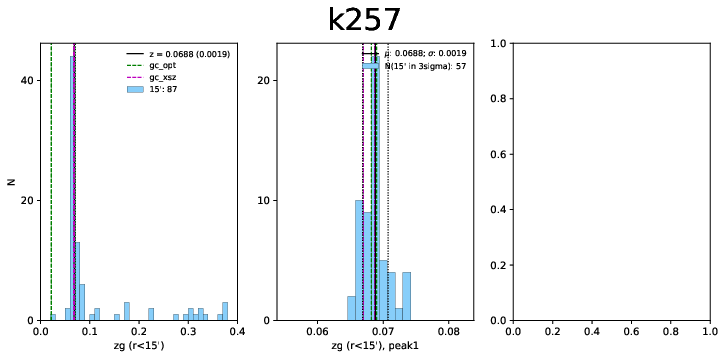 k257
z = 0.0688 (0.0019)
gc_opt
gc_xsz
15': 87
N
0
20
40
0.0 0.1 0.2 0.3 0.4
zg (r<15')
μ: 0.0688; σ: 0.0019
N(15' in 3sigma): 57
0
10
20
0.06 0.07 0.08
zg (r<15'), peak1
1.0
0.8
0.6
0.4
0.2
0.0
0.0 0.2 0.4 0.6 0.8 1.0